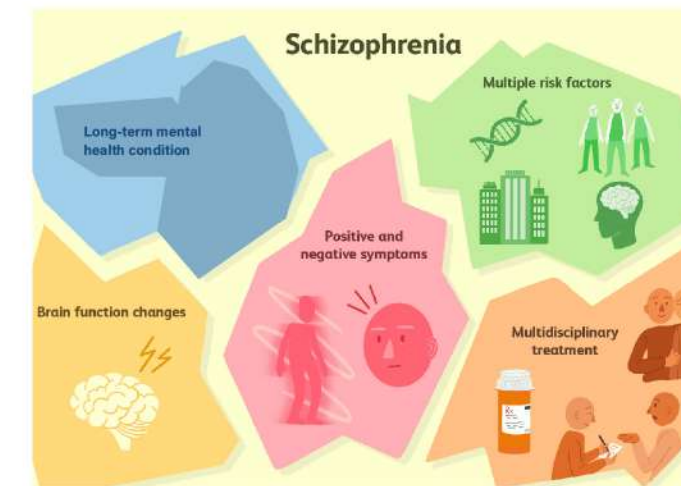 Schizophrenia
Long-term mental
health condition
Multiple risk factors
Positive and
negative symptoms
Brain function changes
Multidisciplinary
treatment